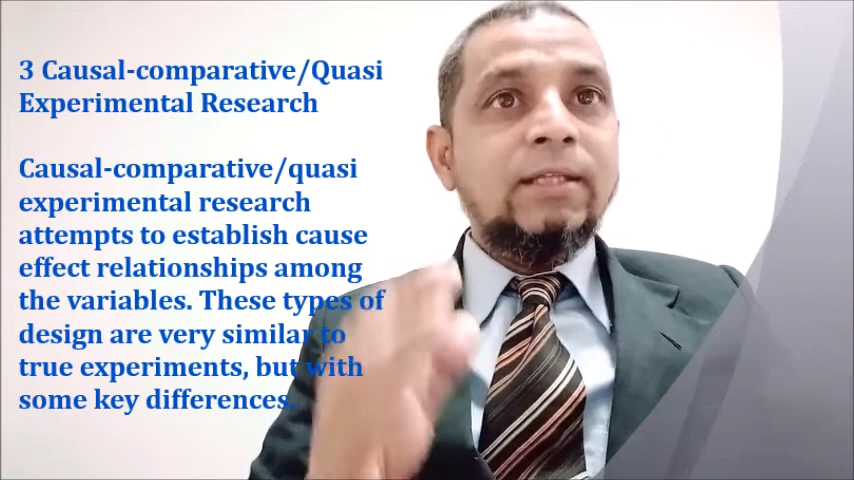 3 Causal-comparative/Quasi
Experimental Research
Causal-comparative/quasi
experimental research
attempts to establish cause
effect relationships among
the variables. These types of
design are very similar to
true experiments, but with
some key differences.